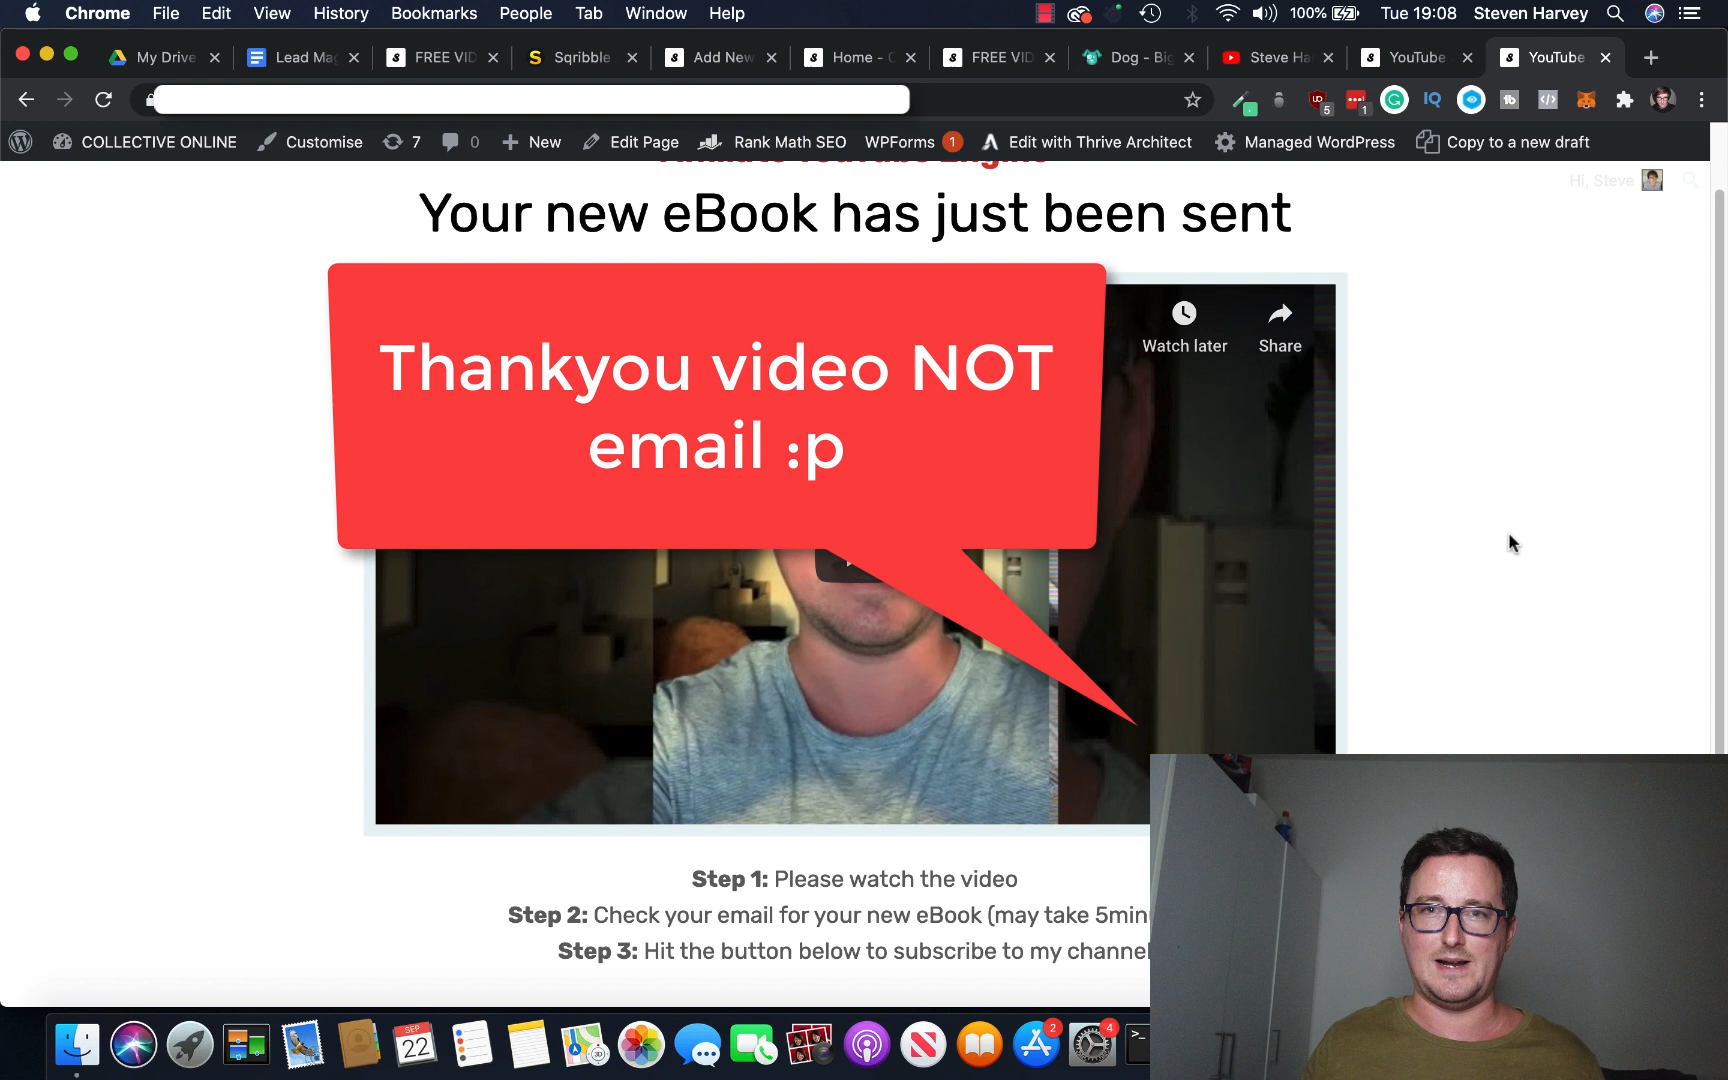 Chrome File Edit View History Bookmarks People Tab Window Help 100% Tue 19:08 Steven Harvey
My Drive Lead Mag FREE VID Sqribble Add New Home - C FREE VID Dog - Big Steve Ha YouTube YouTube
COLLECTIVE ONLINE Customise 7 0 New Edit Page Rank Math SEO WPForms 1 Edit with Thrive Architect Managed WordPress Copy to a new draft
Hi, Steve
Your new eBook has just been sent
Watch later Share
Thankyou video NOT
email :p
Step 1: Please watch the video
Step 2: Check your email for your new eBook (may take 5min
Step 3: Hit the button below to subscribe to my channel
SEP
22
2
4